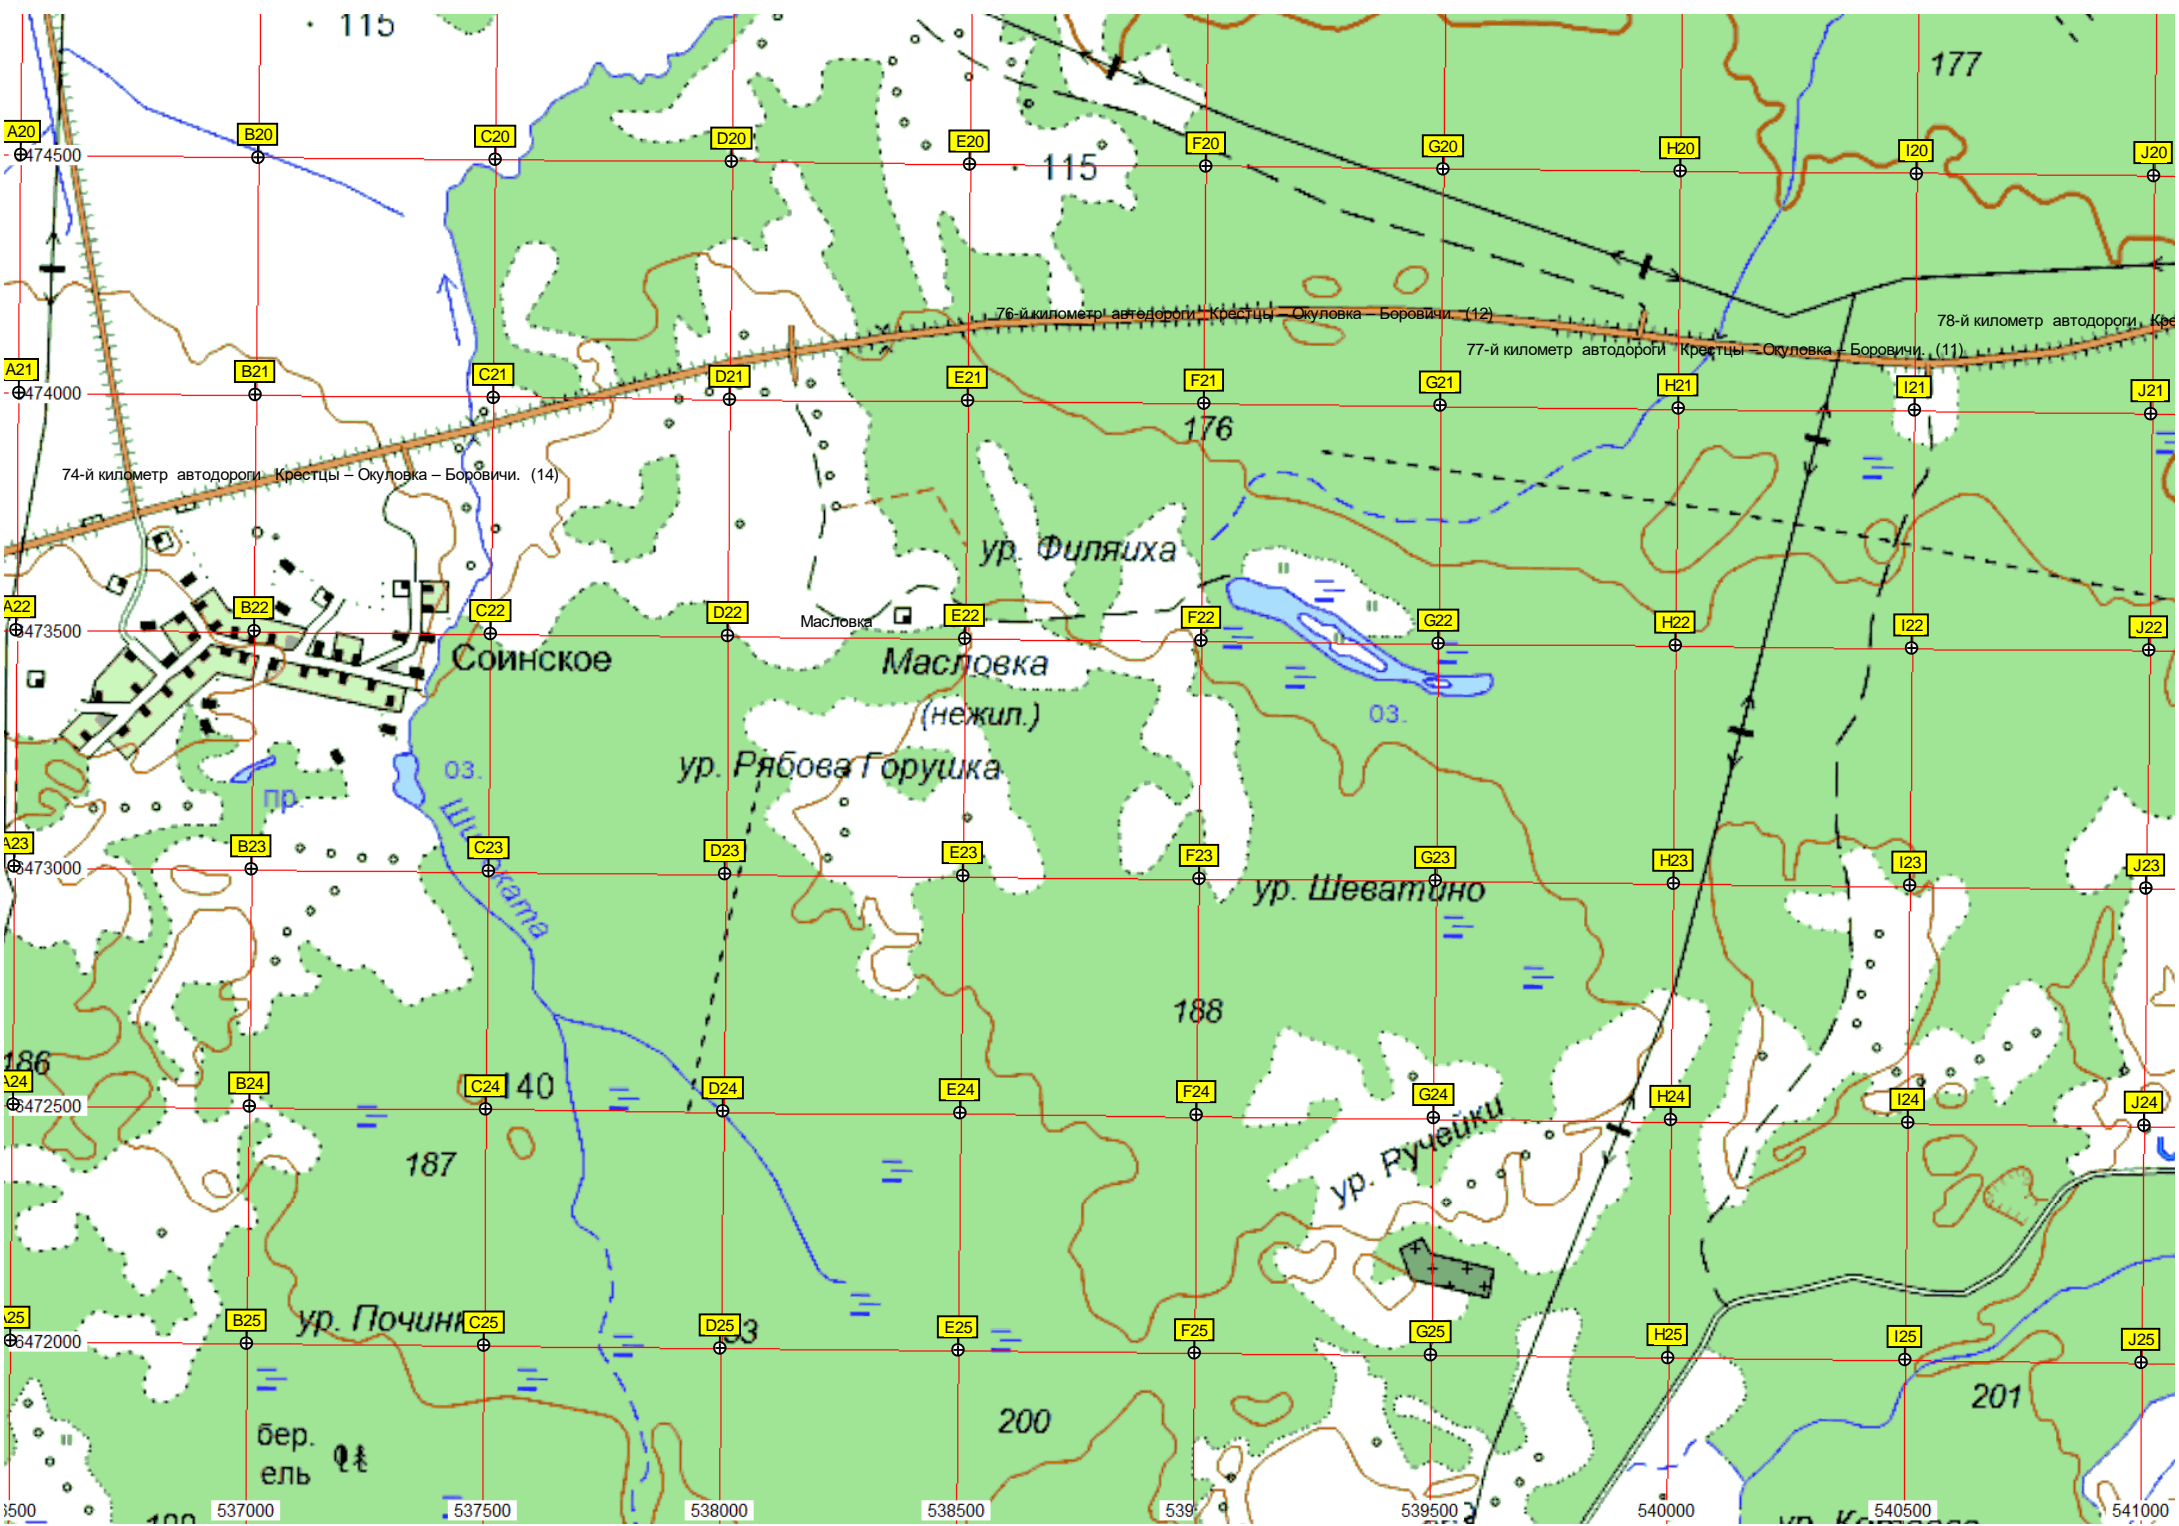 115
177
A20
B20
C20
D20
E20
F20
G20
H20
I20
J20
6474500
115
76-й километр автодороги Крестцы – Окуловка – Боровичи. (12)
78-й километр автодороги
77-й километр автодороги Крестцы – Окуловка – Боровичи. (11)
A21
B21
C21
D21
E21
F21
G21
H21
I21
J21
6474000
176
74-й километр автодороги Крестцы – Окуловка – Боровичи. (14)
ур. Филяиха
A22
B22
C22
D22
E22
F22
G22
H22
I22
J22
6473500
Масловка
Соинское
Масловка
(нежил.)
оз.
ур. Рябова Горушка
оз.
пр.
A23
B23
C23
D23
E23
F23
G23
H23
I23
J23
6473000
ур. Шеватино
188
186
A24
B24
C24
D24
E24
F24
G24
H24
I24
J24
6472500
140
187
ур. Ручейки
A25
B25
C25
D25
E25
F25
G25
H25
I25
J25
6472000
ур. Почин
201
200
бер.
ель
537000
537500
538000
538500
539500
540000
540500
541000